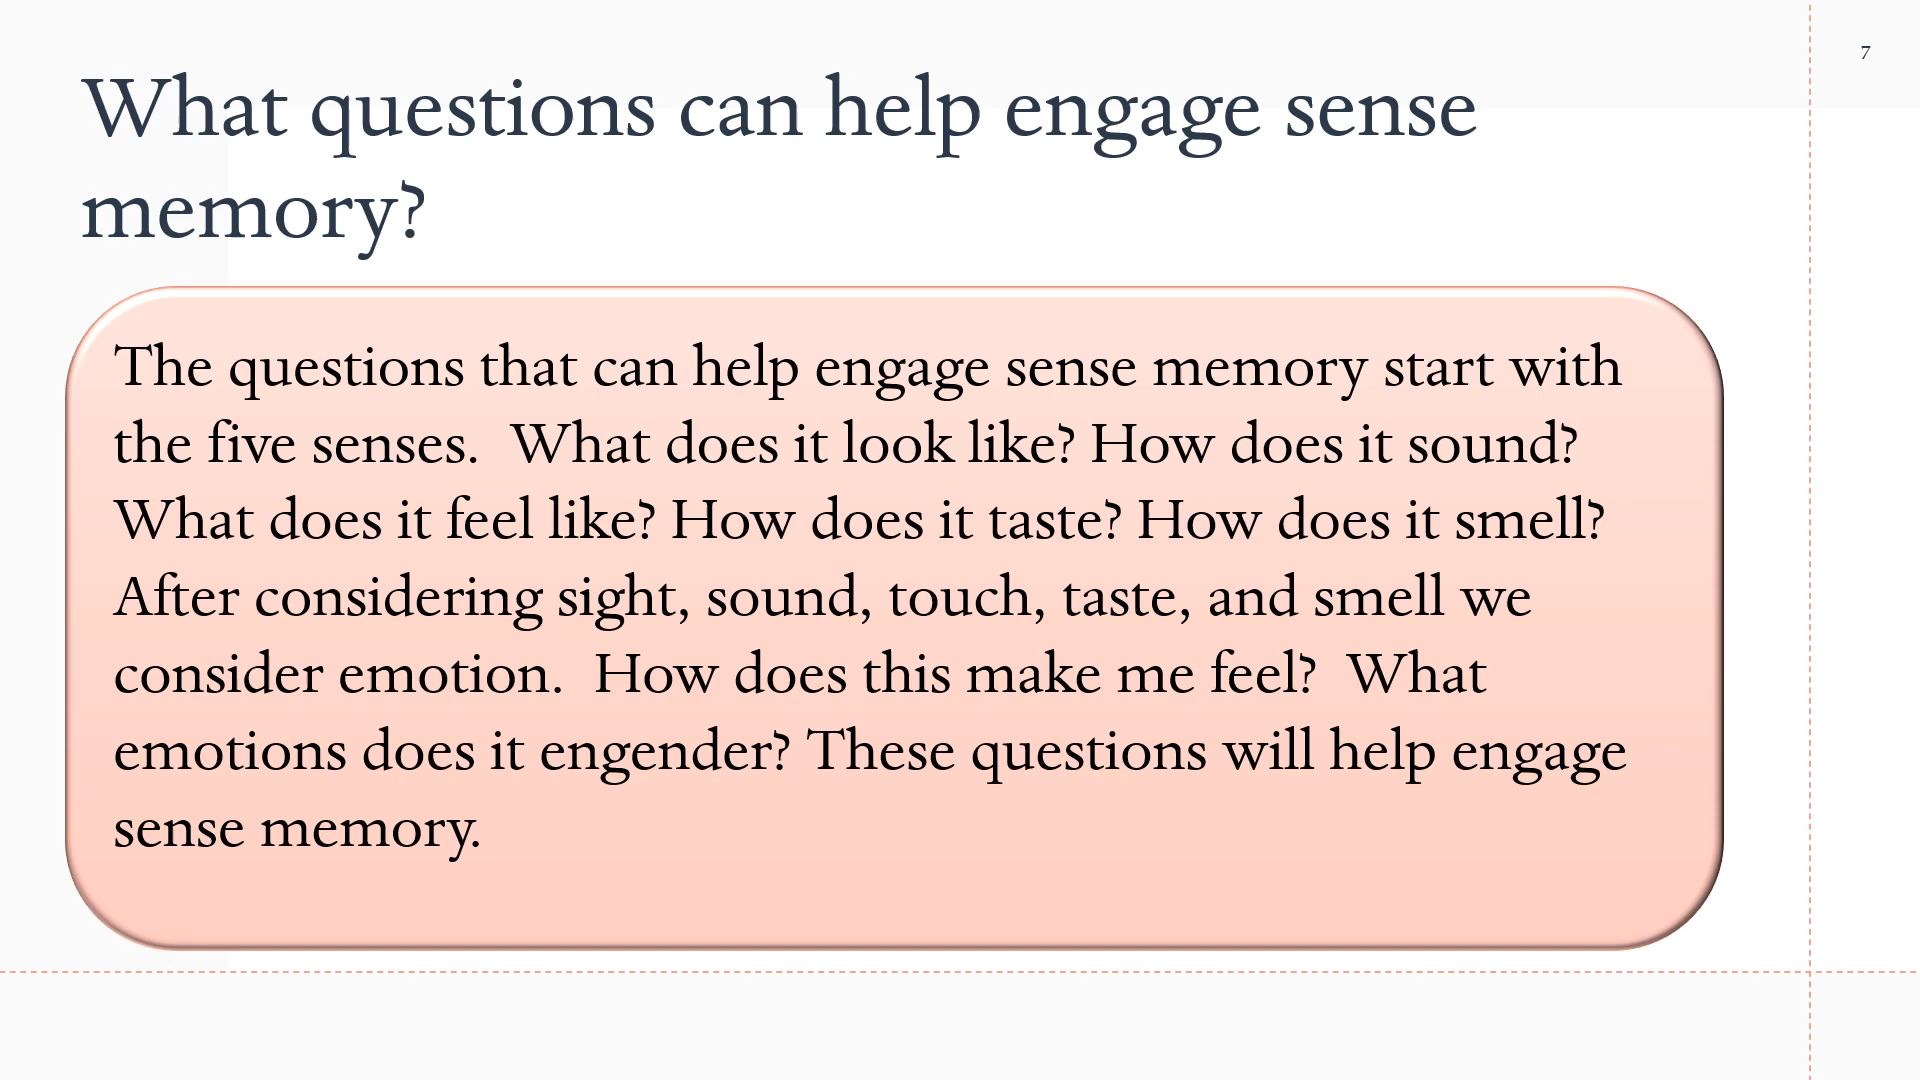 7
What questions can help engage sense
memory?
The questions that can help engage sense memory start with
the five senses.  What does it look like? How does it sound?
What does it feel like? How does it taste? How does it smell?
After considering sight, sound, touch, taste, and smell we
consider emotion.  How does this make me feel?  What
emotions does it engender? These questions will help engage
sense memory.